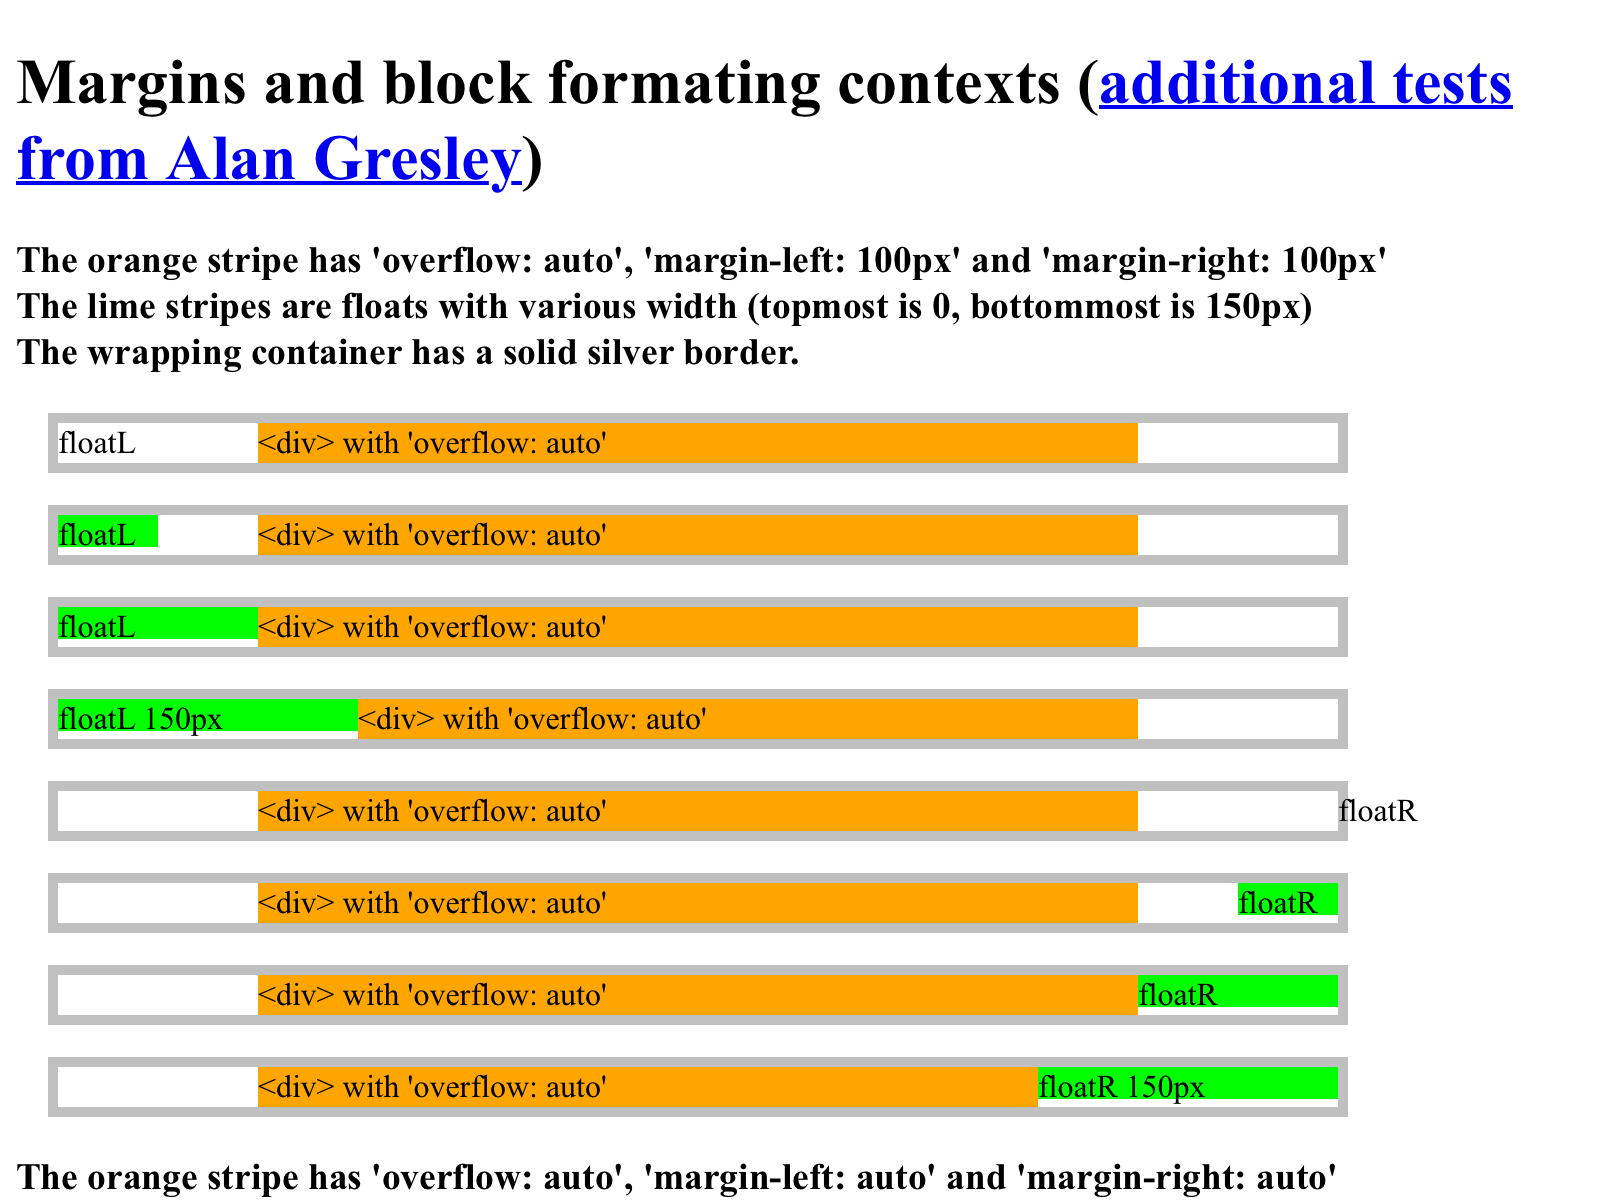 Margins and block formating contexts (additional tests
from Alan Gresley)
The orange stripe has 'overflow: auto', 'margin-left: 100px' and 'margin-right: 100px'
The lime stripes are floats with various width (topmost is 0, bottommost is 150px)
The wrapping container has a solid silver border.
floatL <div> with 'overflow: auto'
floatL <div> with 'overflow: auto'
floatL <div> with 'overflow: auto'
floatL 150px <div> with 'overflow: auto'
<div> with 'overflow: auto' floatR
<div> with 'overflow: auto' floatR
<div> with 'overflow: auto' floatR
<div> with 'overflow: auto' floatR 150px
The orange stripe has 'overflow: auto', 'margin-left: auto' and 'margin-right: auto'